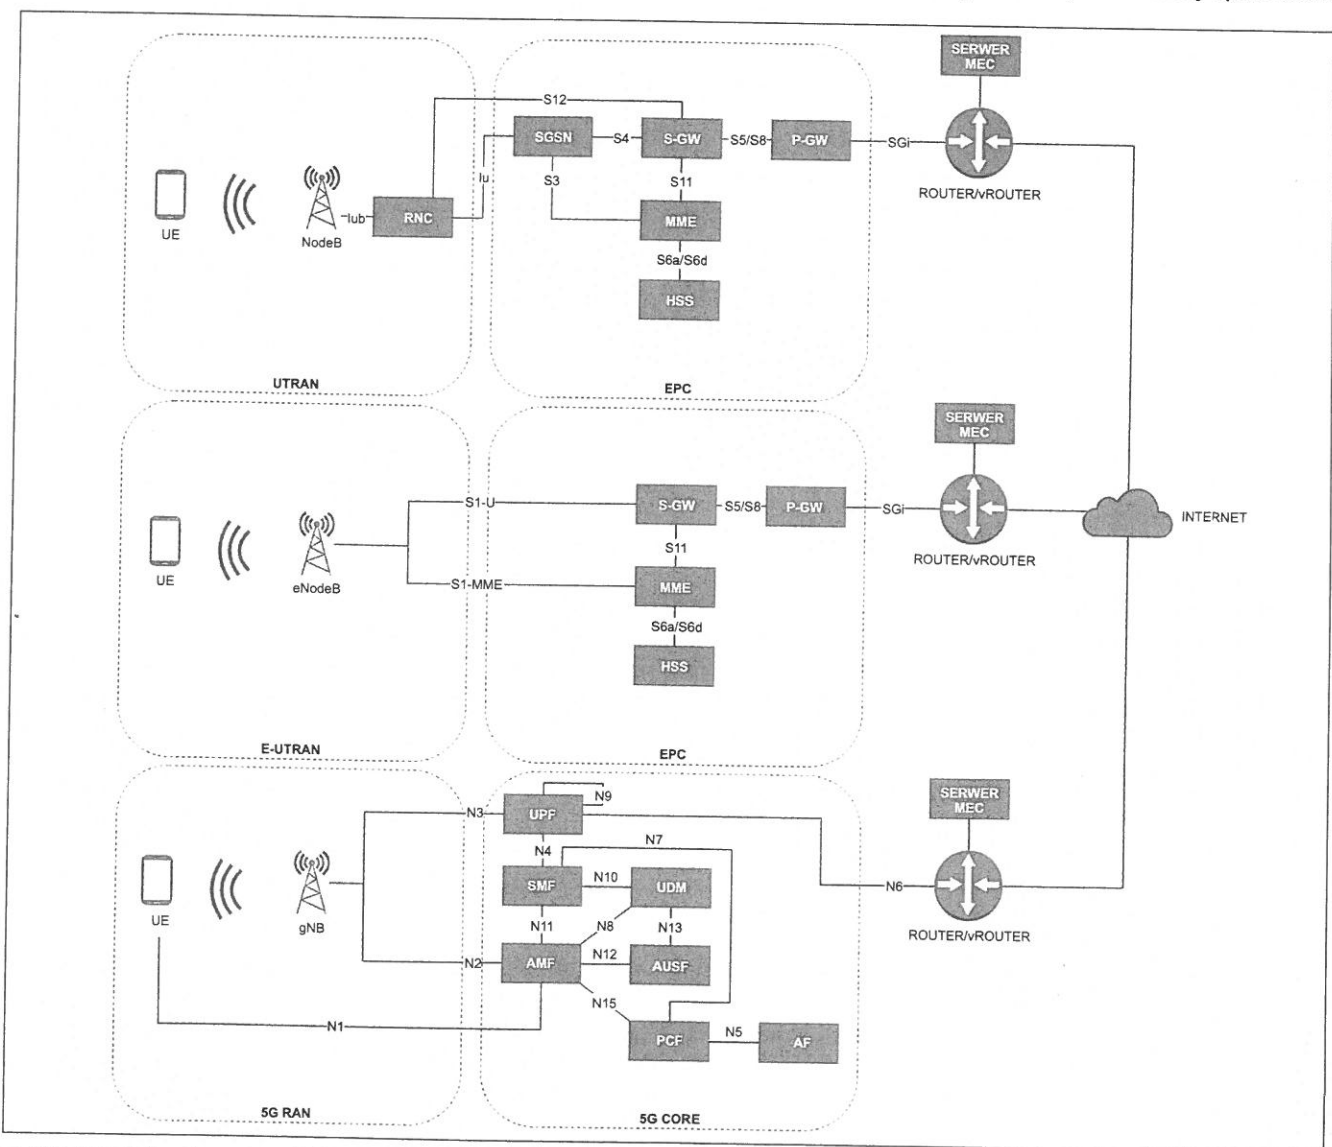 SERWER
MEC
S12
SGSN
S4
S-GW
S5/S8
P-GW
SGi
Iu
S3
S11
ROUTER/vROUTER
UE
NodeB
Iub
RNC
MME
S6a/S6d
HSS
UTRAN
EPC
SERWER
MEC
S1-U
S-GW
S5/S8
P-GW
SGi
INTERNET
UE
eNodeB
S11
ROUTER/vROUTER
S1-MME
MME
S6a/S6d
HSS
E-UTRAN
EPC
SERWER
MEC
N9
N3
UPF
N4
N7
UE
gNB
SMF
N10
UDM
N6
N11
N8
N13
ROUTER/vROUTER
N2
AMF
N12
AUSF
N15
N1
PCF
N5
AF
5G RAN
5G CORE